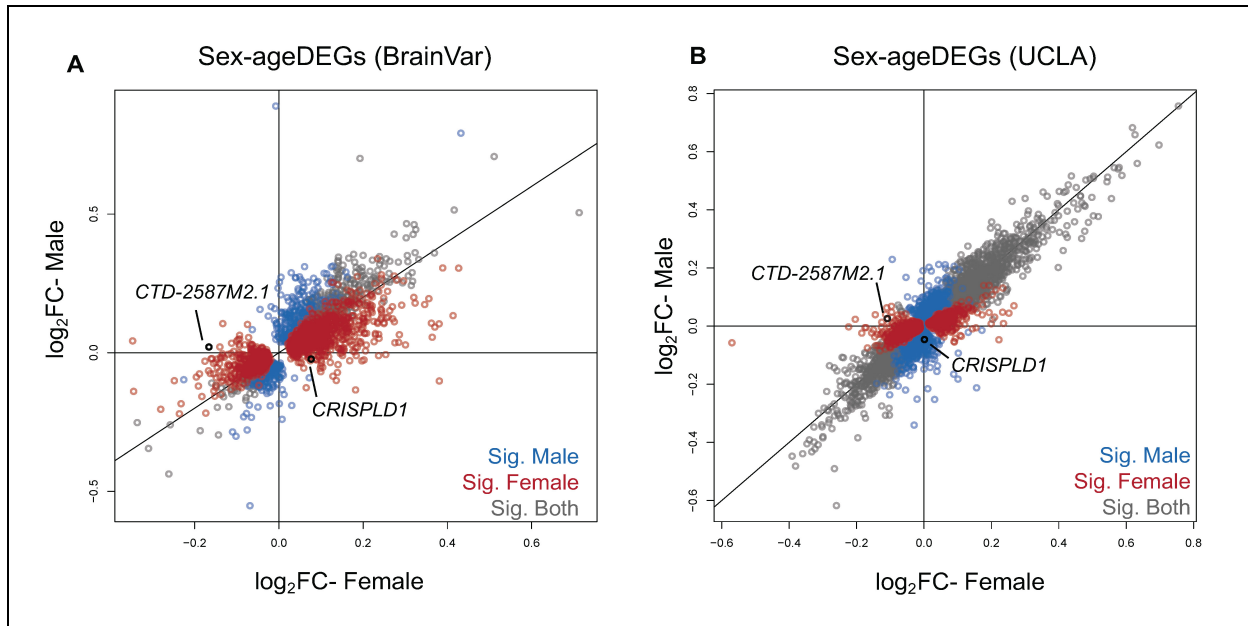 A
Sex-ageDEGs (BrainVar)
log2FC- Male
0.5
0.0
−0.5
CTD-2587M2.1
CRISPLD1
Sig. Male
Sig. Female
Sig. Both
−0.2 0.0 0.2 0.4 0.6
log2FC- Female
B
Sex-ageDEGs (UCLA)
log2FC- Male
0.8
0.6
0.4
0.2
0.0
−0.2
−0.4
−0.6
CTD-2587M2.1
CRISPLD1
Sig. Male
Sig. Female
Sig. Both
−0.6 −0.4 −0.2 0.0 0.2 0.4 0.6 0.8
log2FC- Female